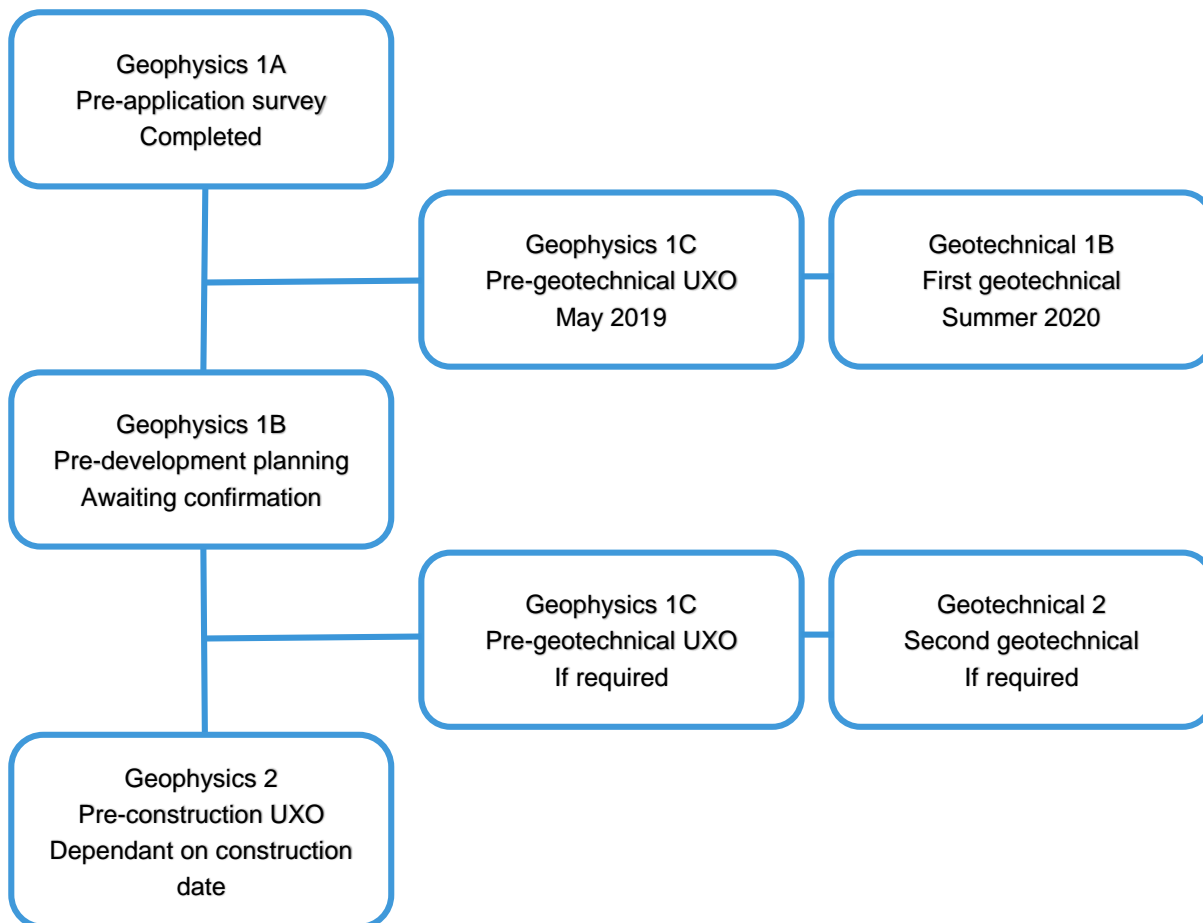 Geophysics 1A
Pre-application survey
Completed
Geophysics 1C
Pre-geotechnical UXO
May 2019
Geotechnical 1B
First geotechnical
Summer 2020
Geophysics 1B
Pre-development planning
Awaiting confirmation
Geophysics 1C
Pre-geotechnical UXO
If required
Geotechnical 2
Second geotechnical
If required
Geophysics 2
Pre-construction UXO
Dependant on construction
date